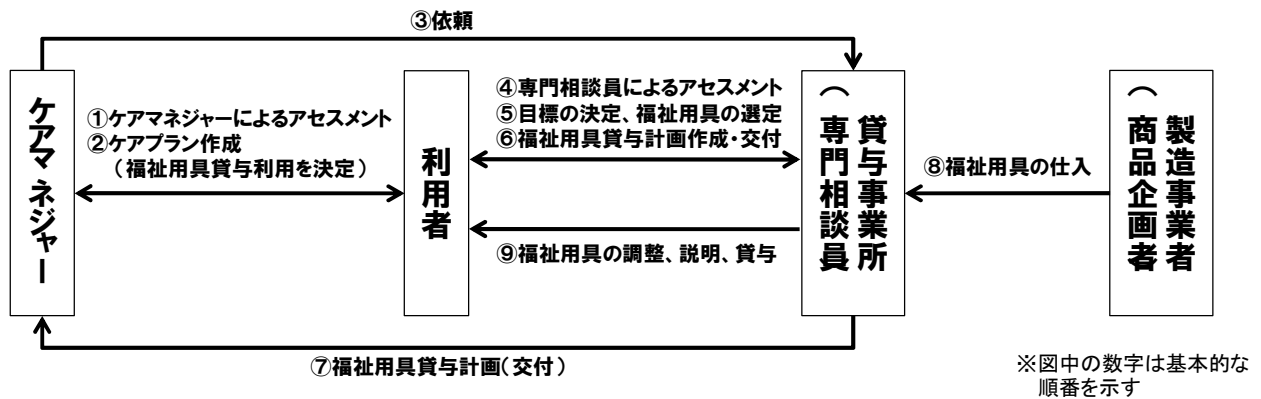 ③依頼
ケアマネジャー
①ケアマネジャーによるアセスメント
②ケアプラン作成
（福祉用具貸与利用を決定）
利用者
④専門相談員によるアセスメント
⑤目標の決定、福祉用具の選定
⑥福祉用具貸与計画作成・交付
⑨福祉用具の調整、説明、貸与
貸与事業所
（専門相談員
⑧福祉用具の仕入
製造事業者
（商品企画者
⑦福祉用具貸与計画（交付）
※図中の数字は基本的な
順番を示す